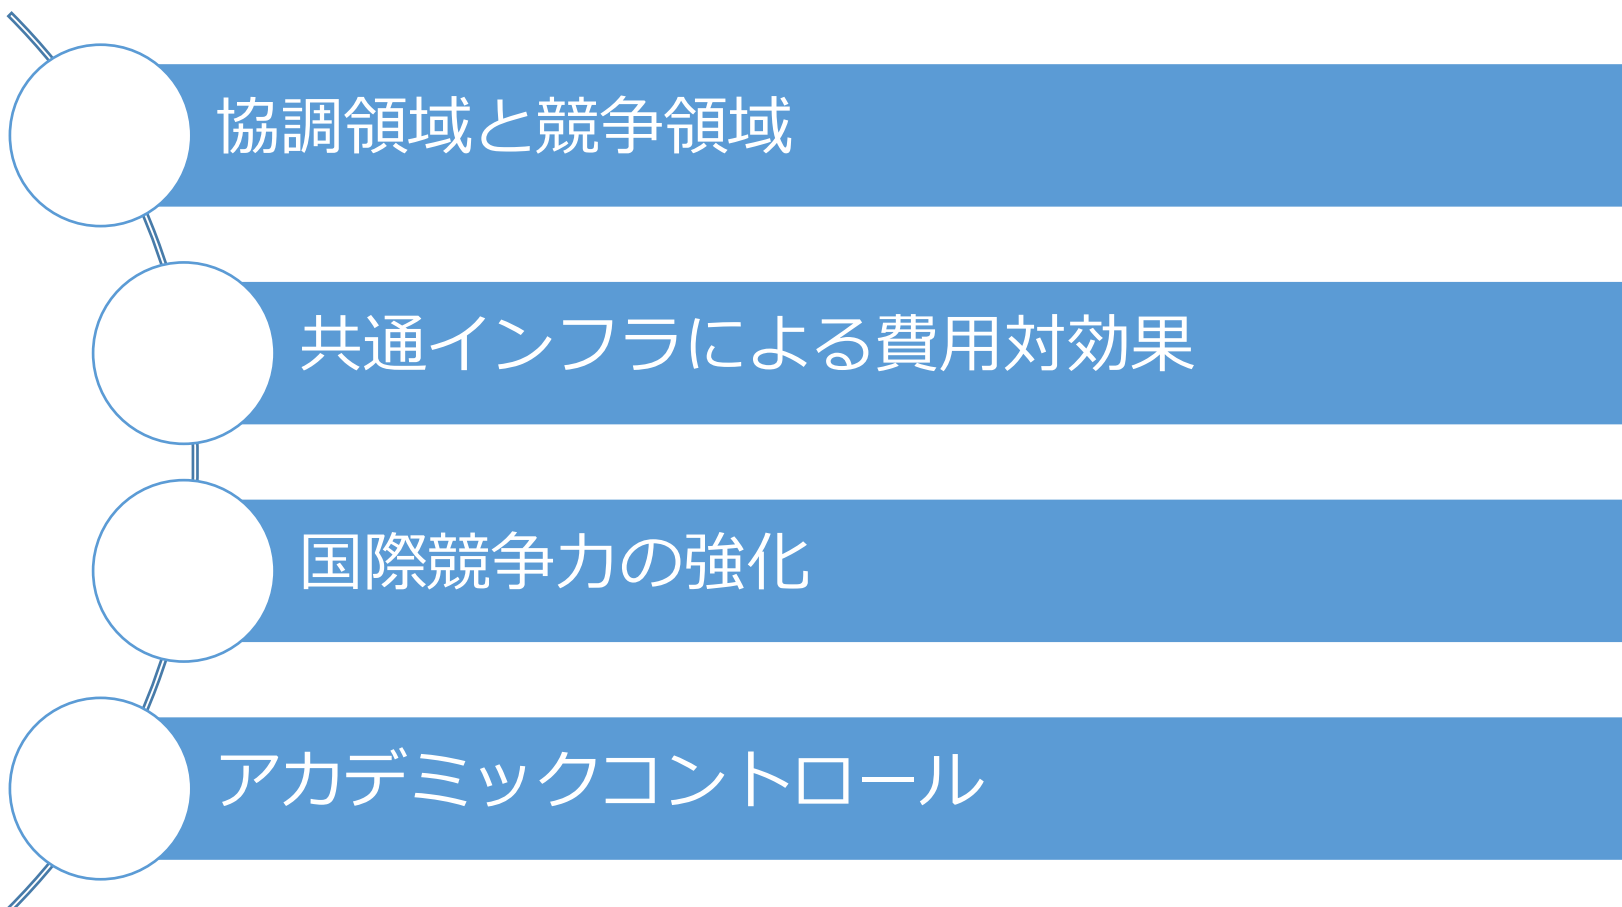 協調領域と競争領域
共通インフラによる費用対効果
国際競争力の強化
アカデミックコントロール